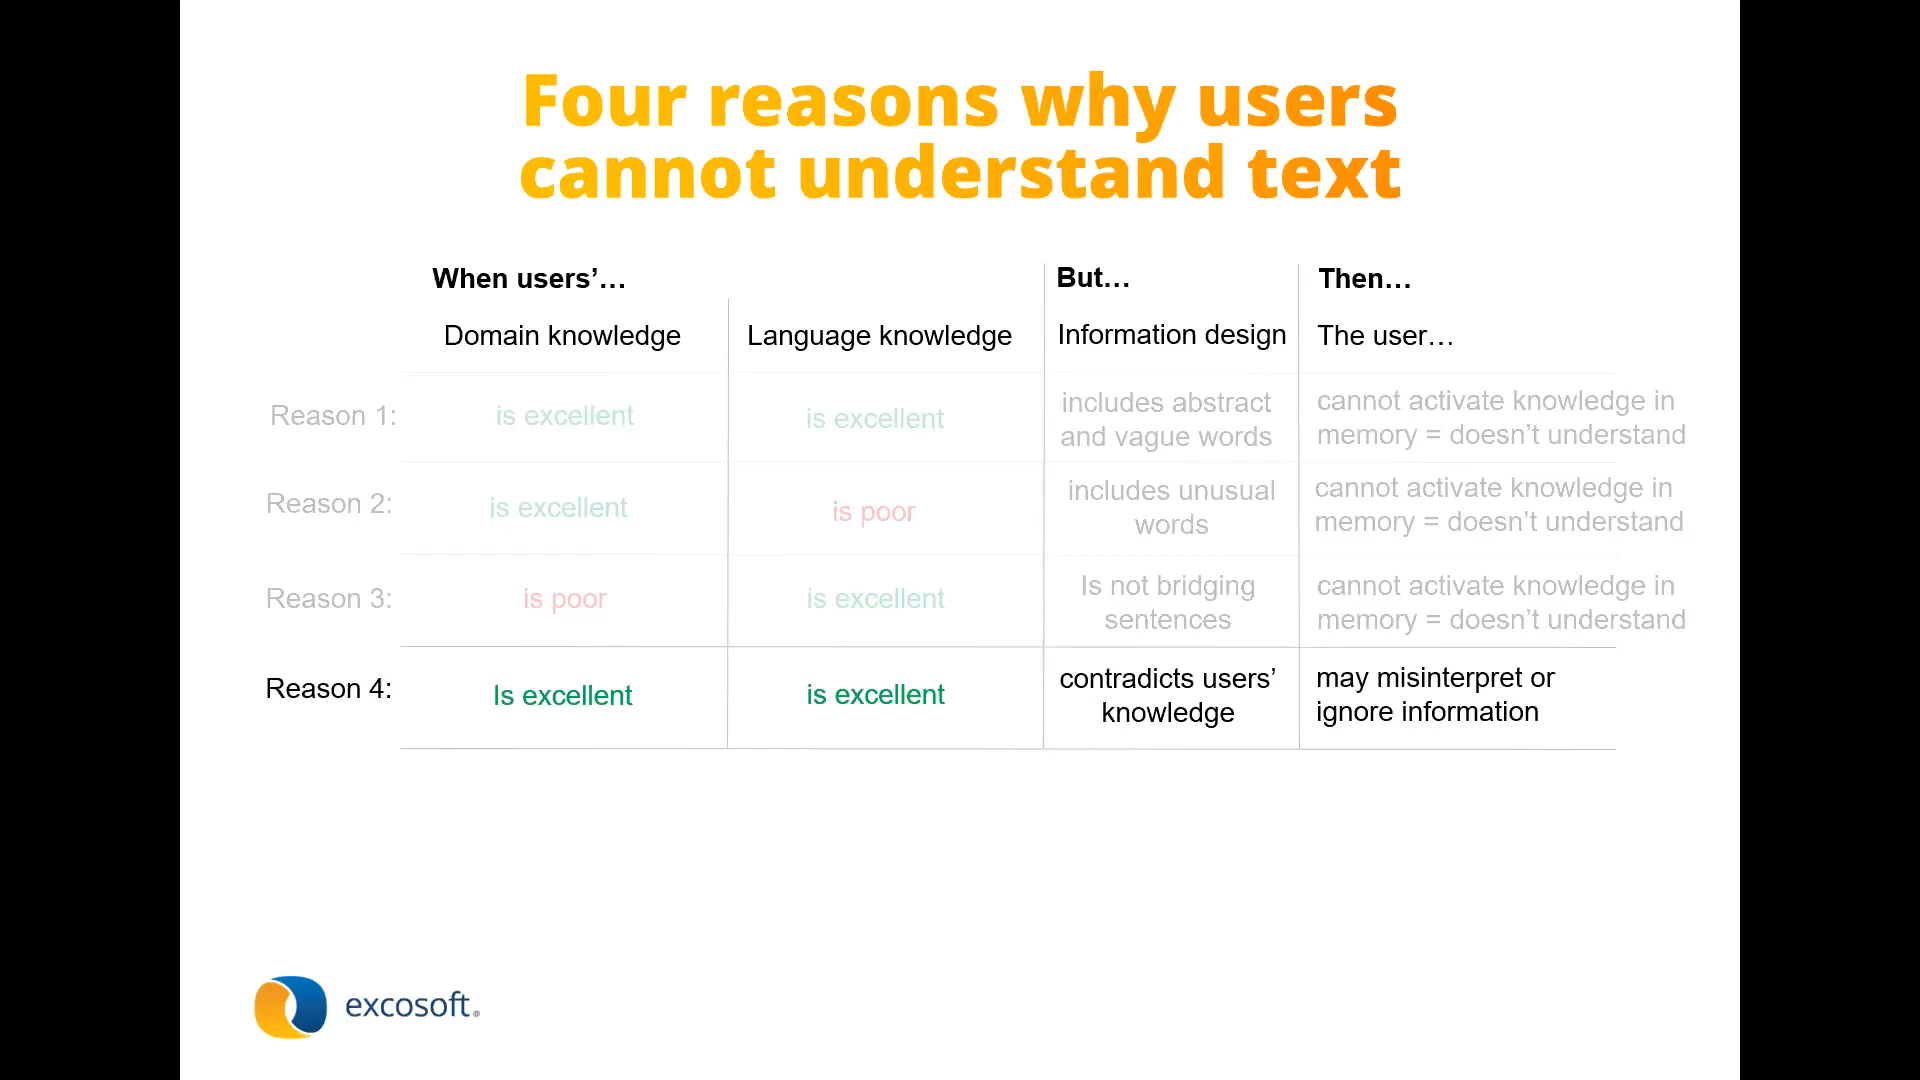 Four reasons why users
cannot understand text
When users’… But… Then…
Domain knowledge Language knowledge Information design The user…
Reason 1: is excellent is excellent includes abstract and vague words cannot activate knowledge in memory = doesn’t understand
Reason 2: is excellent is poor includes unusual words cannot activate knowledge in memory = doesn’t understand
Reason 3: is poor is excellent Is not bridging sentences cannot activate knowledge in memory = doesn’t understand
Reason 4: Is excellent is excellent contradicts users’ knowledge may misinterpret or ignore information
excosoft®